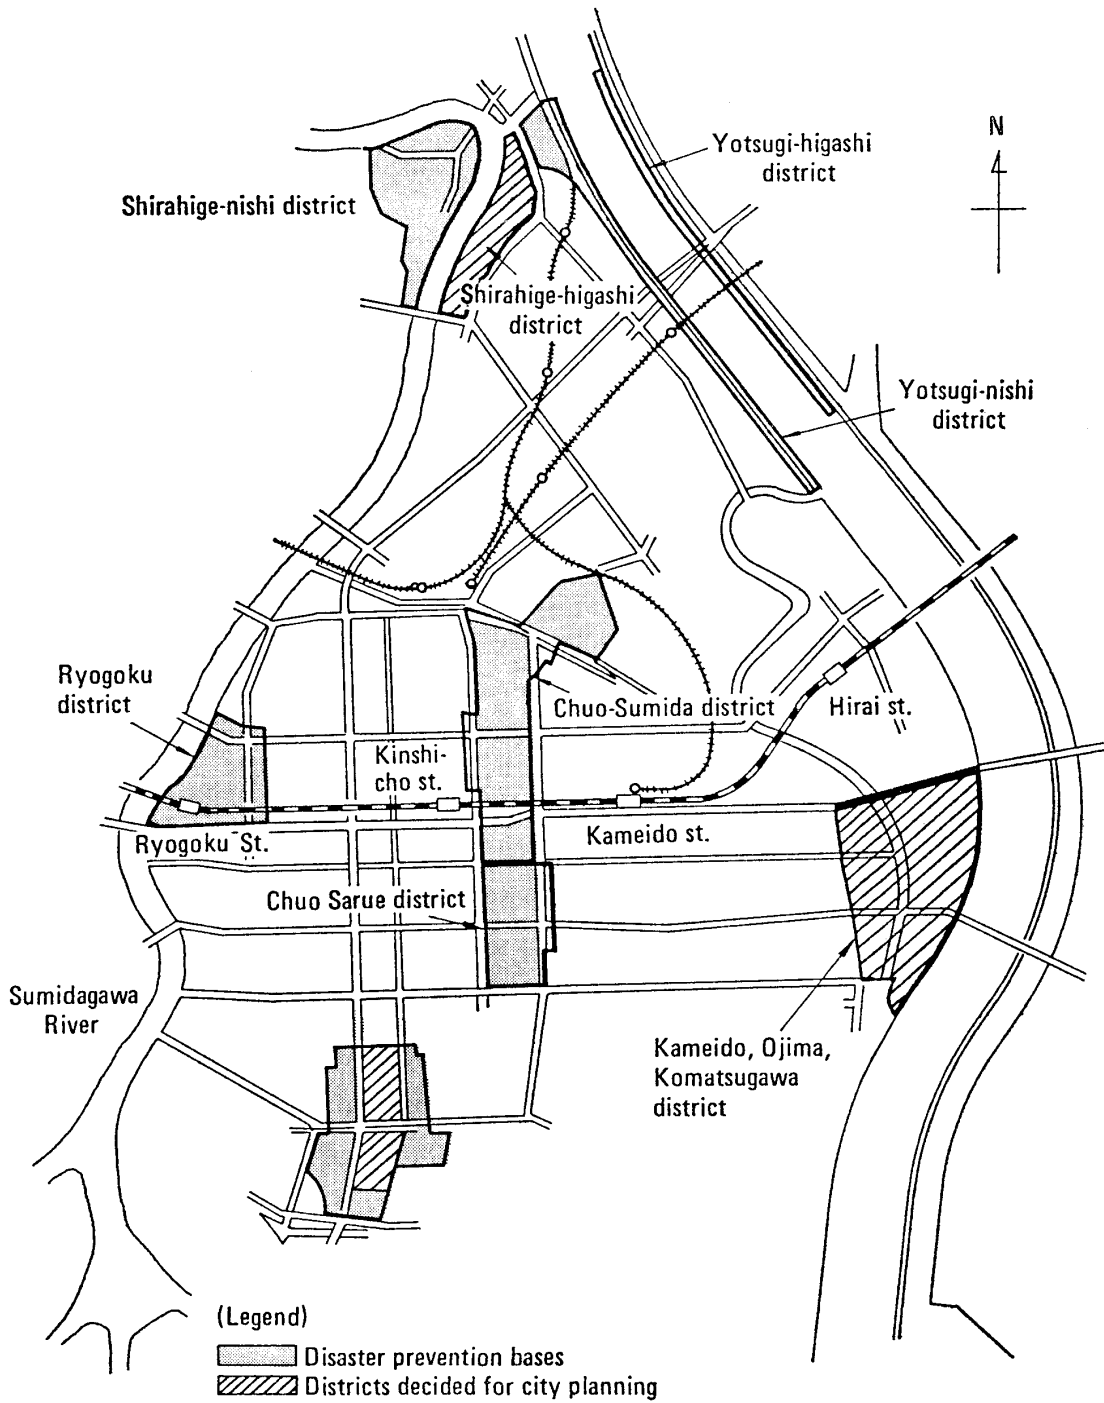 N
Yotsugi-higashi
district
Shirahige-nishi district
Shirahige-higashi
district
Yotsugi-nishi
district
Ryogoku
district
Chuo-Sumida district
Hirai st.
Kinshi-
cho st.
Ryogoku St.
Kameido st.
Chuo Sarue district
Sumidagawa
River
Kameido, Ojima,
Komatsugawa
district
(Legend)
Disaster prevention bases
Districts decided for city planning